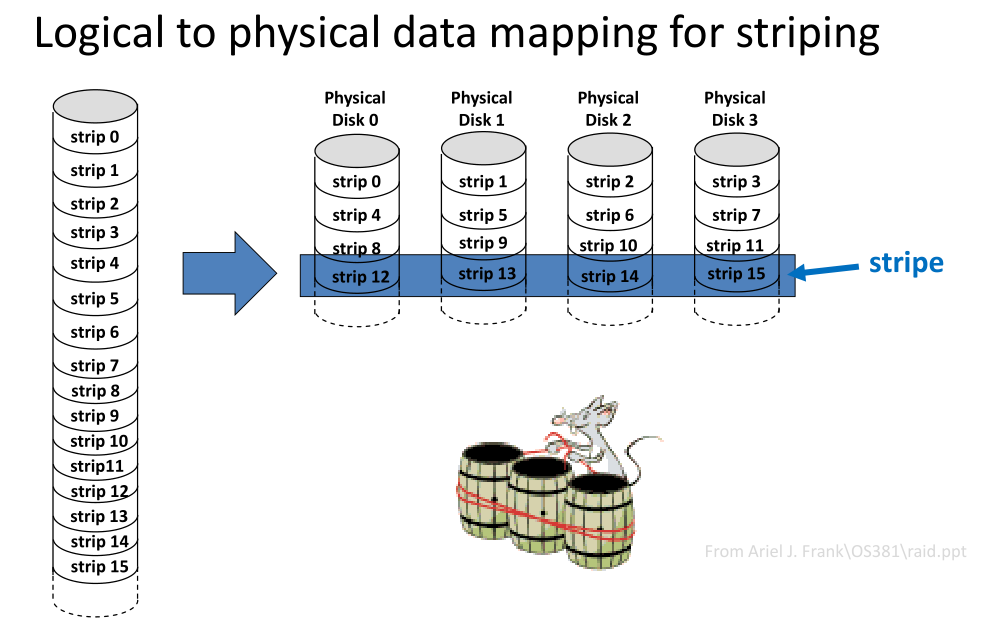 Logical to physical data mapping for striping
strip 0
strip 1
strip 2
strip 3
strip 4
strip 5
strip 6
strip 7
strip 8
strip 9
strip 10
strip11
strip 12
strip 13
strip 14
strip 15
Physical
Disk 0
Physical
Disk 1
Physical
Disk 2
Physical
Disk 3
strip 0
strip 1
strip 2
strip 3
strip 4
strip 5
strip 6
strip 7
strip 8
strip 9
strip 10
strip 11
strip 12
strip 13
strip 14
strip 15
stripe
From Ariel J. Frank\OS381\raid.ppt